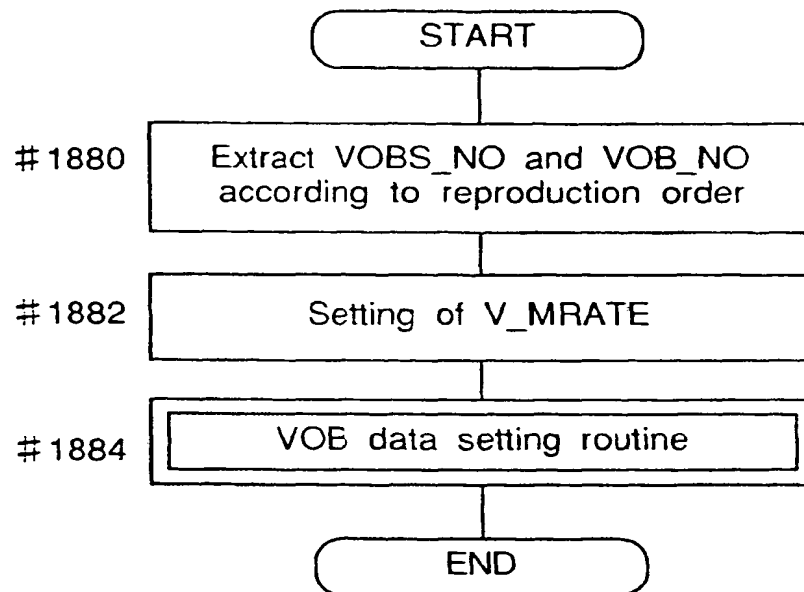 START
#1880
Extract VOBS_NO and VOB_NO
according to reproduction order
#1882
Setting of V_MRATE
#1884
VOB data setting routine
END